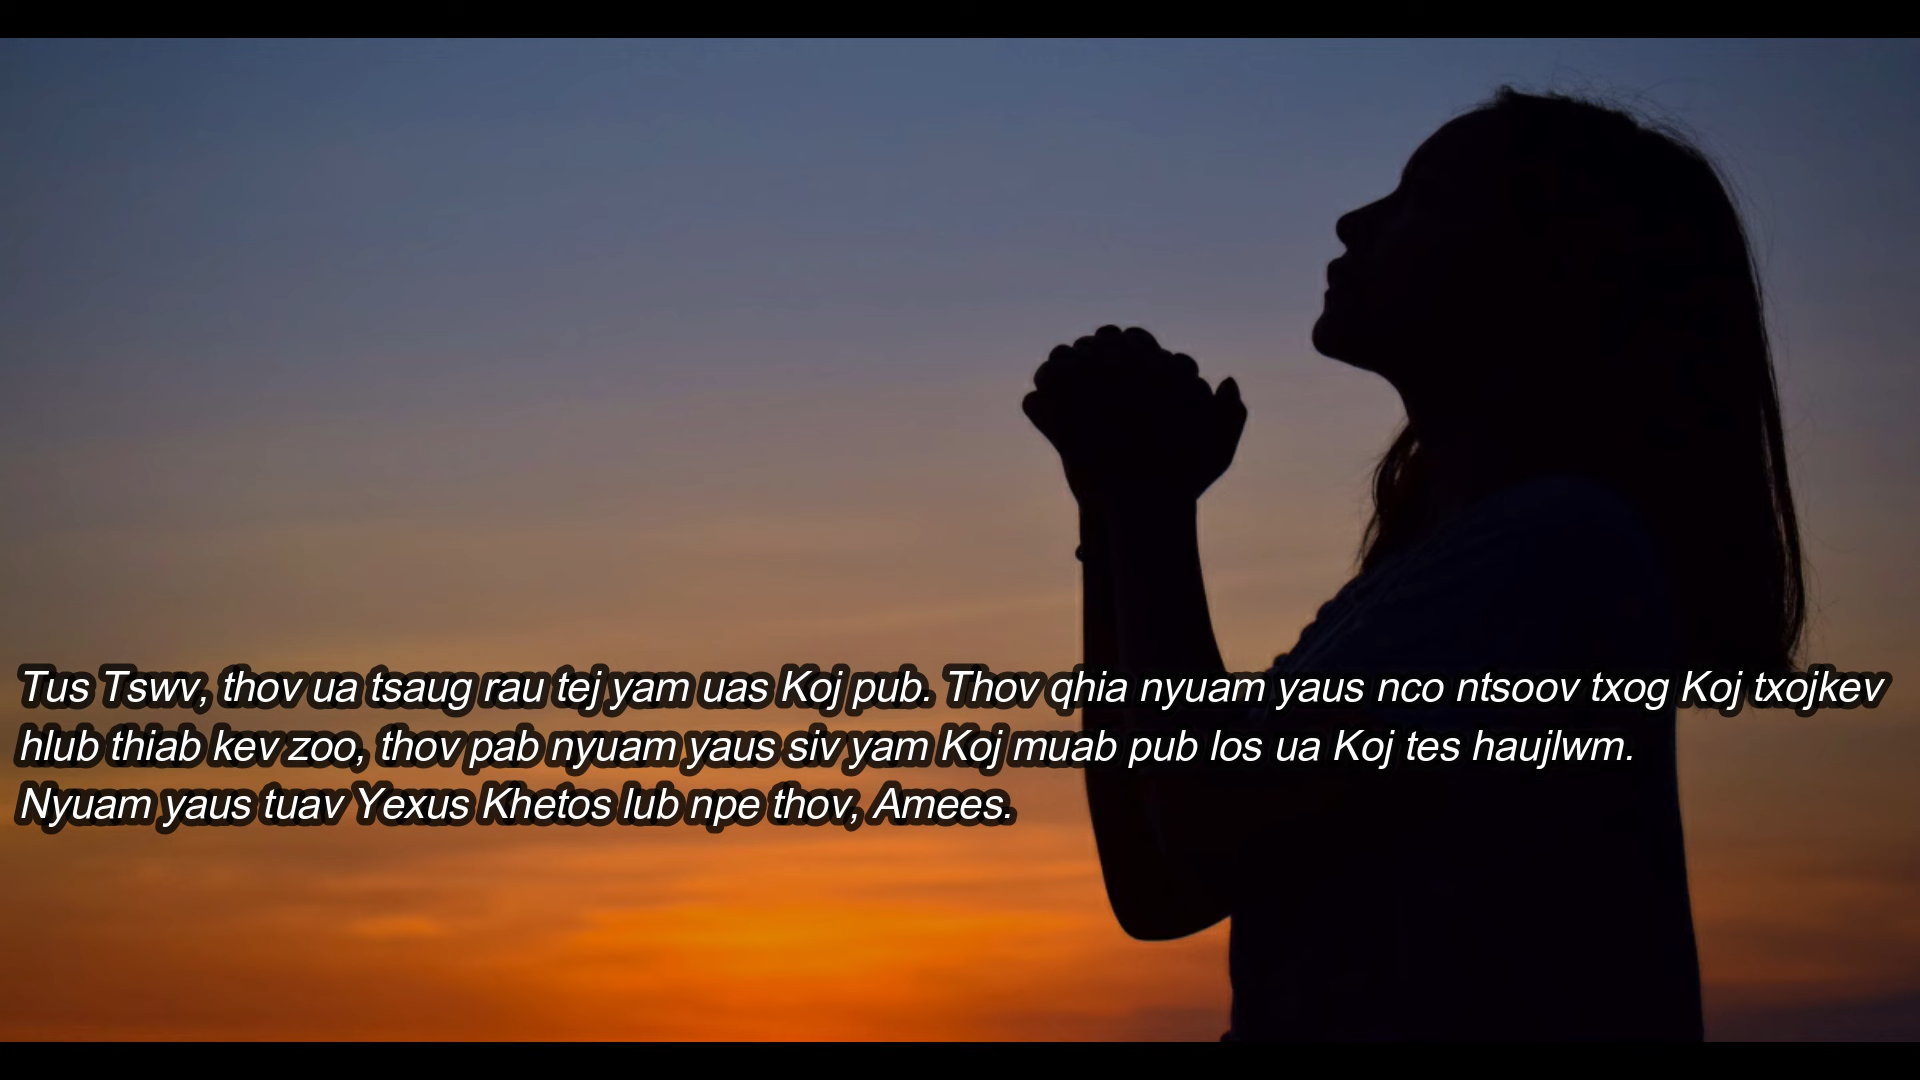 Tus Tswv, thov ua tsaug rau tej yam uas Koj pub. Thov qhia nyuam yaus nco ntsoov txog Koj txojkev
hlub thiab kev zoo, thov pab nyuam yaus siv yam Koj muab pub los ua Koj tes haujlwm.
Nyuam yaus tuav Yexus Khetos lub npe thov, Amees.